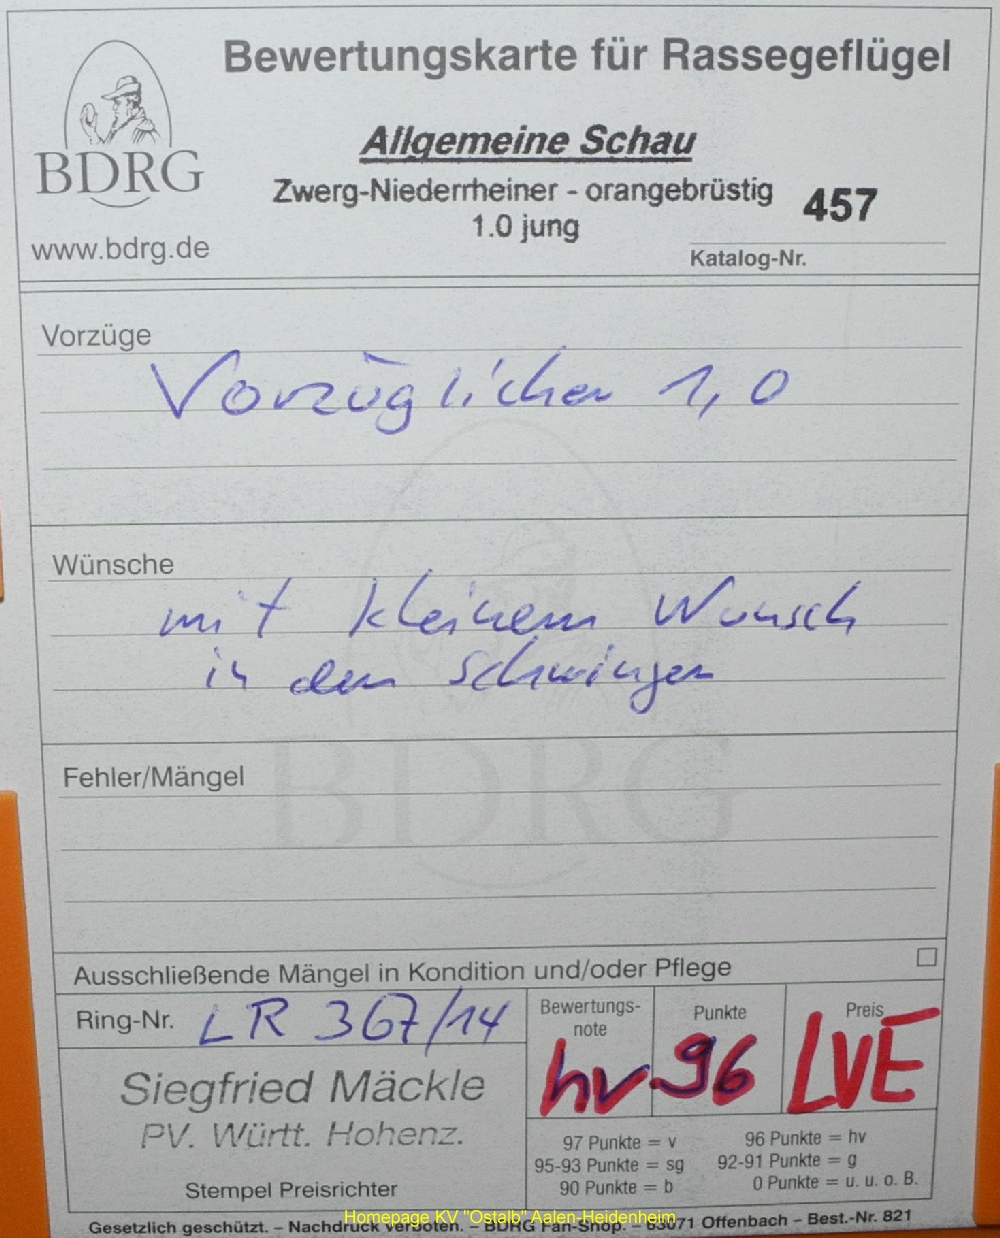 Bewertungskarte für Rassegeflügel
BDRG
www.bdrg.de
Allgemeine Schau
Zwerg-Niederrheiner - orangebrüstig
1.0 jung
457
Katalog-Nr.
Vorzüge
Vorzüglicher 1,0
Wünsche
mit kleinem Wunsch
in den Schwingen
BDRG
Fehler/Mängel
Ausschließende Mängel in Kondition und/oder Pflege
Ring-Nr. LR 367/14
Bewertungs-
note
hv
Punkte
96
Preis
LVE
Siegfried Mäckle
PV. Württ. Hohenz.
Stempel Preisrichter
97 Punkte = v 96 Punkte = hv
95-93 Punkte = sg 92-91 Punkte = g
90 Punkte = b 0 Punkte = u. u. o. B.
Gesetzlich geschützt. – Nachdruck verboten. – BDRG Fan-Shop. – 63071 Offenbach – Best.-Nr. 821
Homepage KV "Ostalb" Aalen-Heidenheim